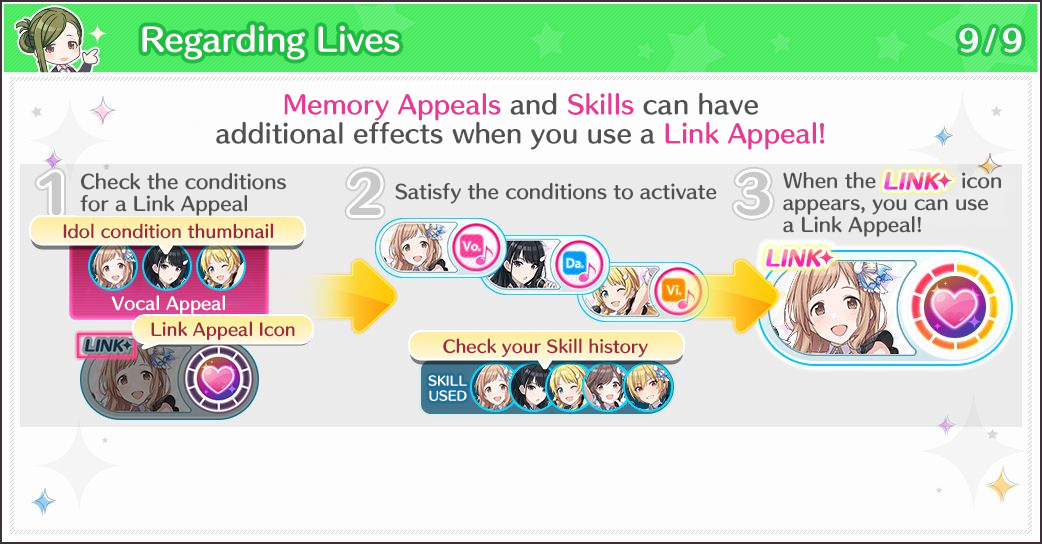 Regarding Lives
9/9
Memory Appeals and Skills can have
additional effects when you use a Link Appeal!
1
Check the conditions
for a Link Appeal
Idol condition thumbnail
Vocal Appeal
Link Appeal Icon
LINK
2
Satisfy the conditions to activate
Vo.
Da.
Vi.
Check your Skill history
SKILL
USED
3
When the LINK icon
appears, you can use
a Link Appeal!
LINK